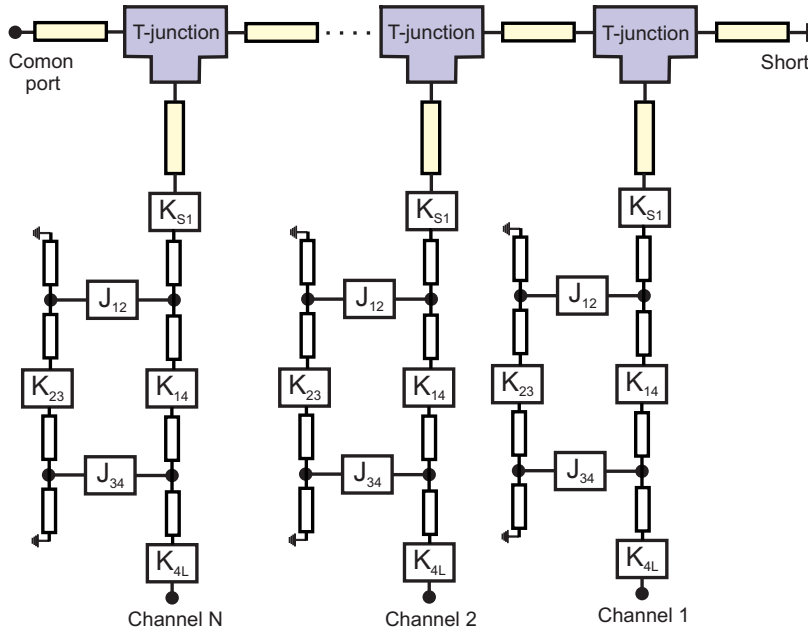 T-junction
T-junction
T-junction
Comon
port
Short
K_S1
K_S1
K_S1
J_12
J_12
J_12
K_23
K_14
K_23
K_14
K_23
K_14
J_34
J_34
J_34
K_4L
K_4L
K_4L
Channel N
Channel 2
Channel 1